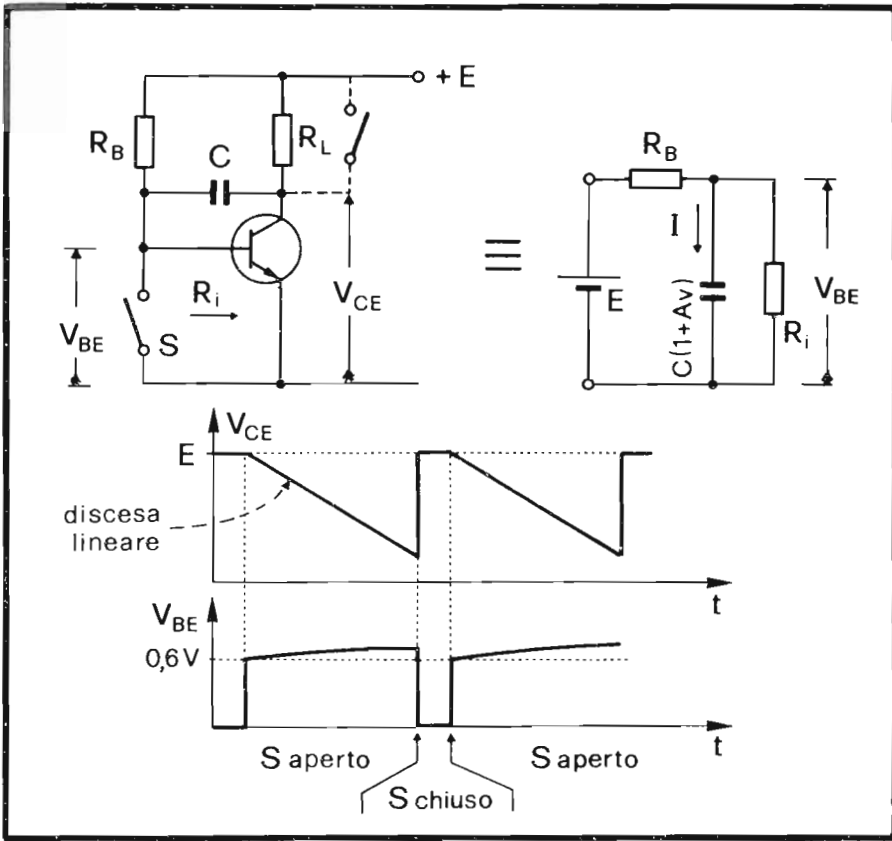 + E
R_B
R_L
C
R_i
V_BE
S
V_CE
≡
R_B
I
E
C(1+Av)
R_i
V_BE
V_CE
E
discesa
lineare
t
V_BE
0,6 V
t
S aperto
S aperto
S chiuso